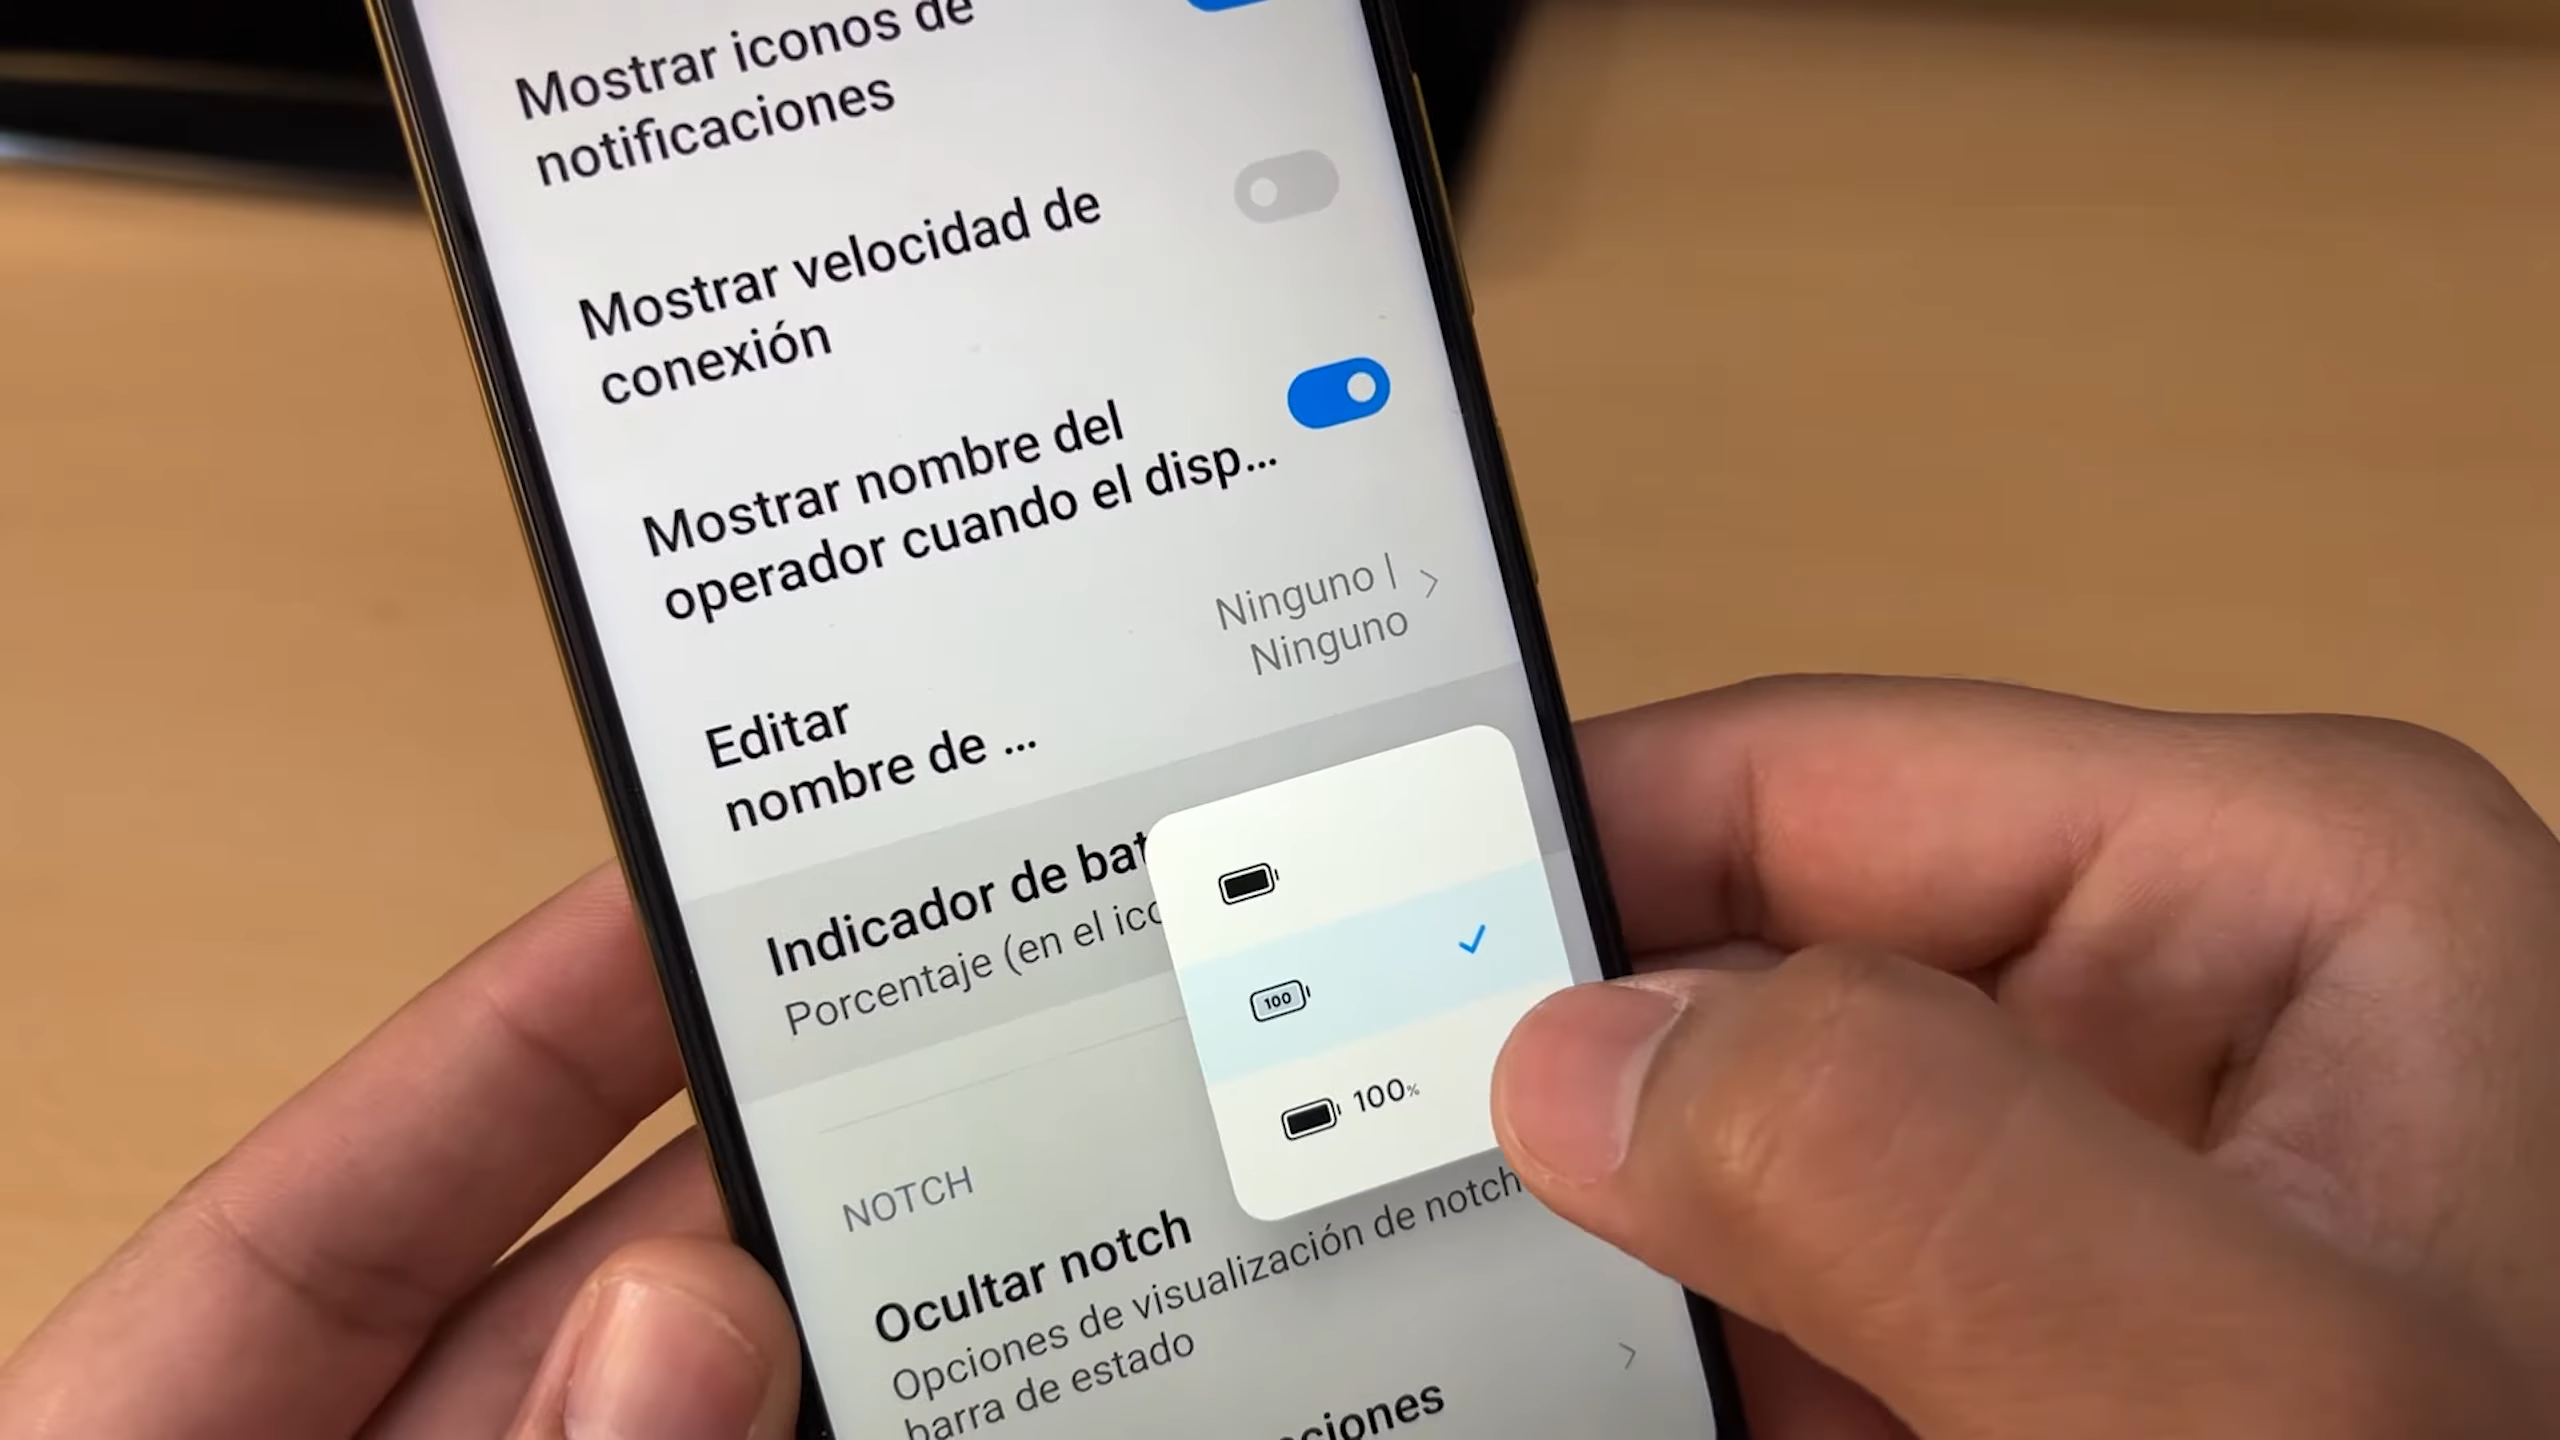 Mostrar iconos de
notificaciones
Mostrar velocidad de
conexión
Mostrar nombre del
operador cuando el disp...
Ninguno |
Ninguno
Editar
nombre de ...
Indicador de bat
Porcentaje (en el ico
100
100%
NOTCH
Ocultar notch
Opciones de visualización de notch
barra de estado
ciones